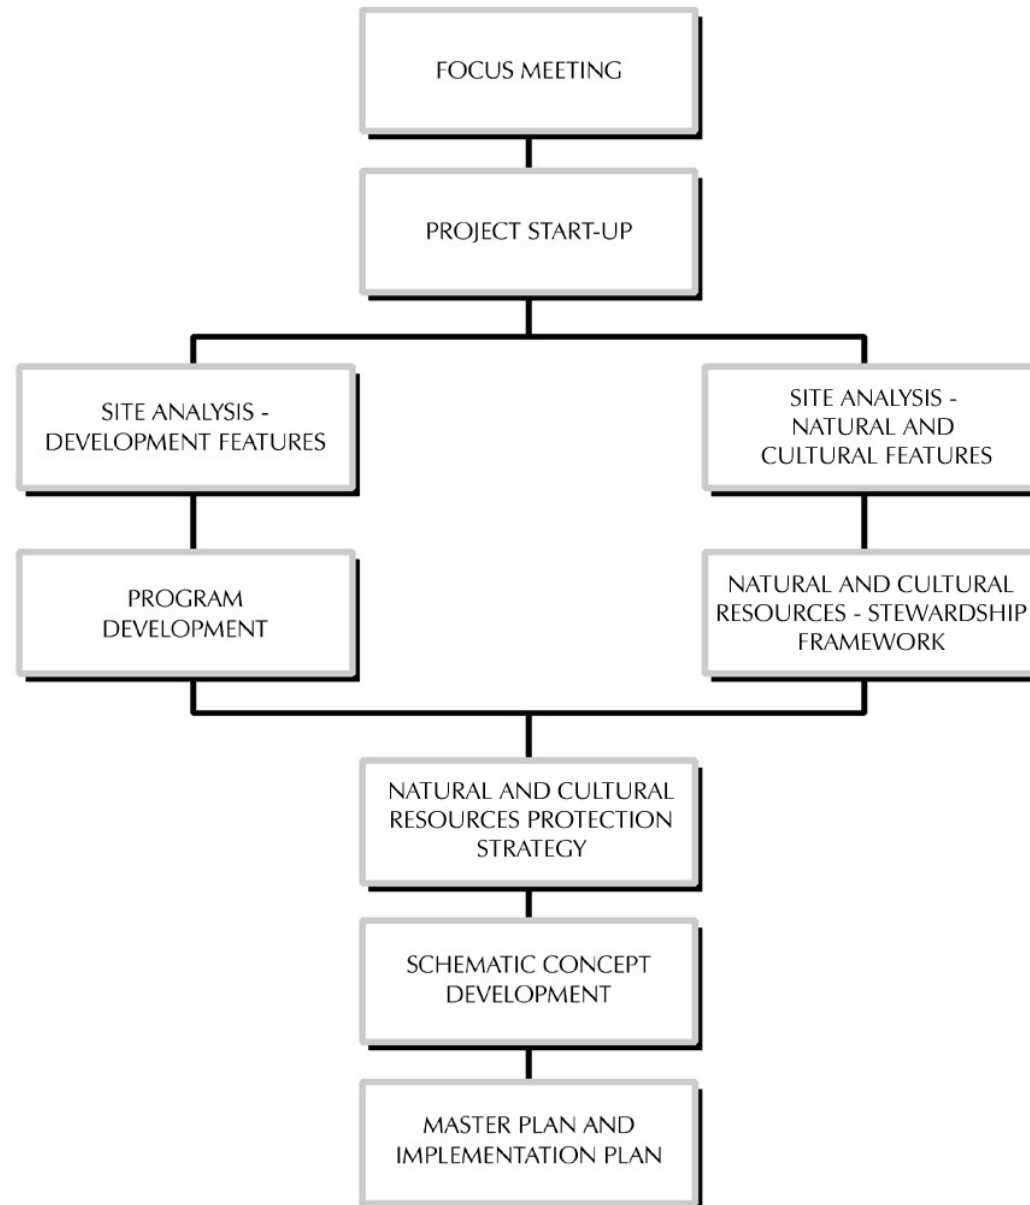 FOCUS MEETING
PROJECT START-UP
SITE ANALYSIS -
DEVELOPMENT FEATURES
SITE ANALYSIS -
NATURAL AND
CULTURAL FEATURES
PROGRAM
DEVELOPMENT
NATURAL AND CULTURAL
RESOURCES - STEWARDSHIP
FRAMEWORK
NATURAL AND CULTURAL
RESOURCES PROTECTION
STRATEGY
SCHEMATIC CONCEPT
DEVELOPMENT
MASTER PLAN AND
IMPLEMENTATION PLAN